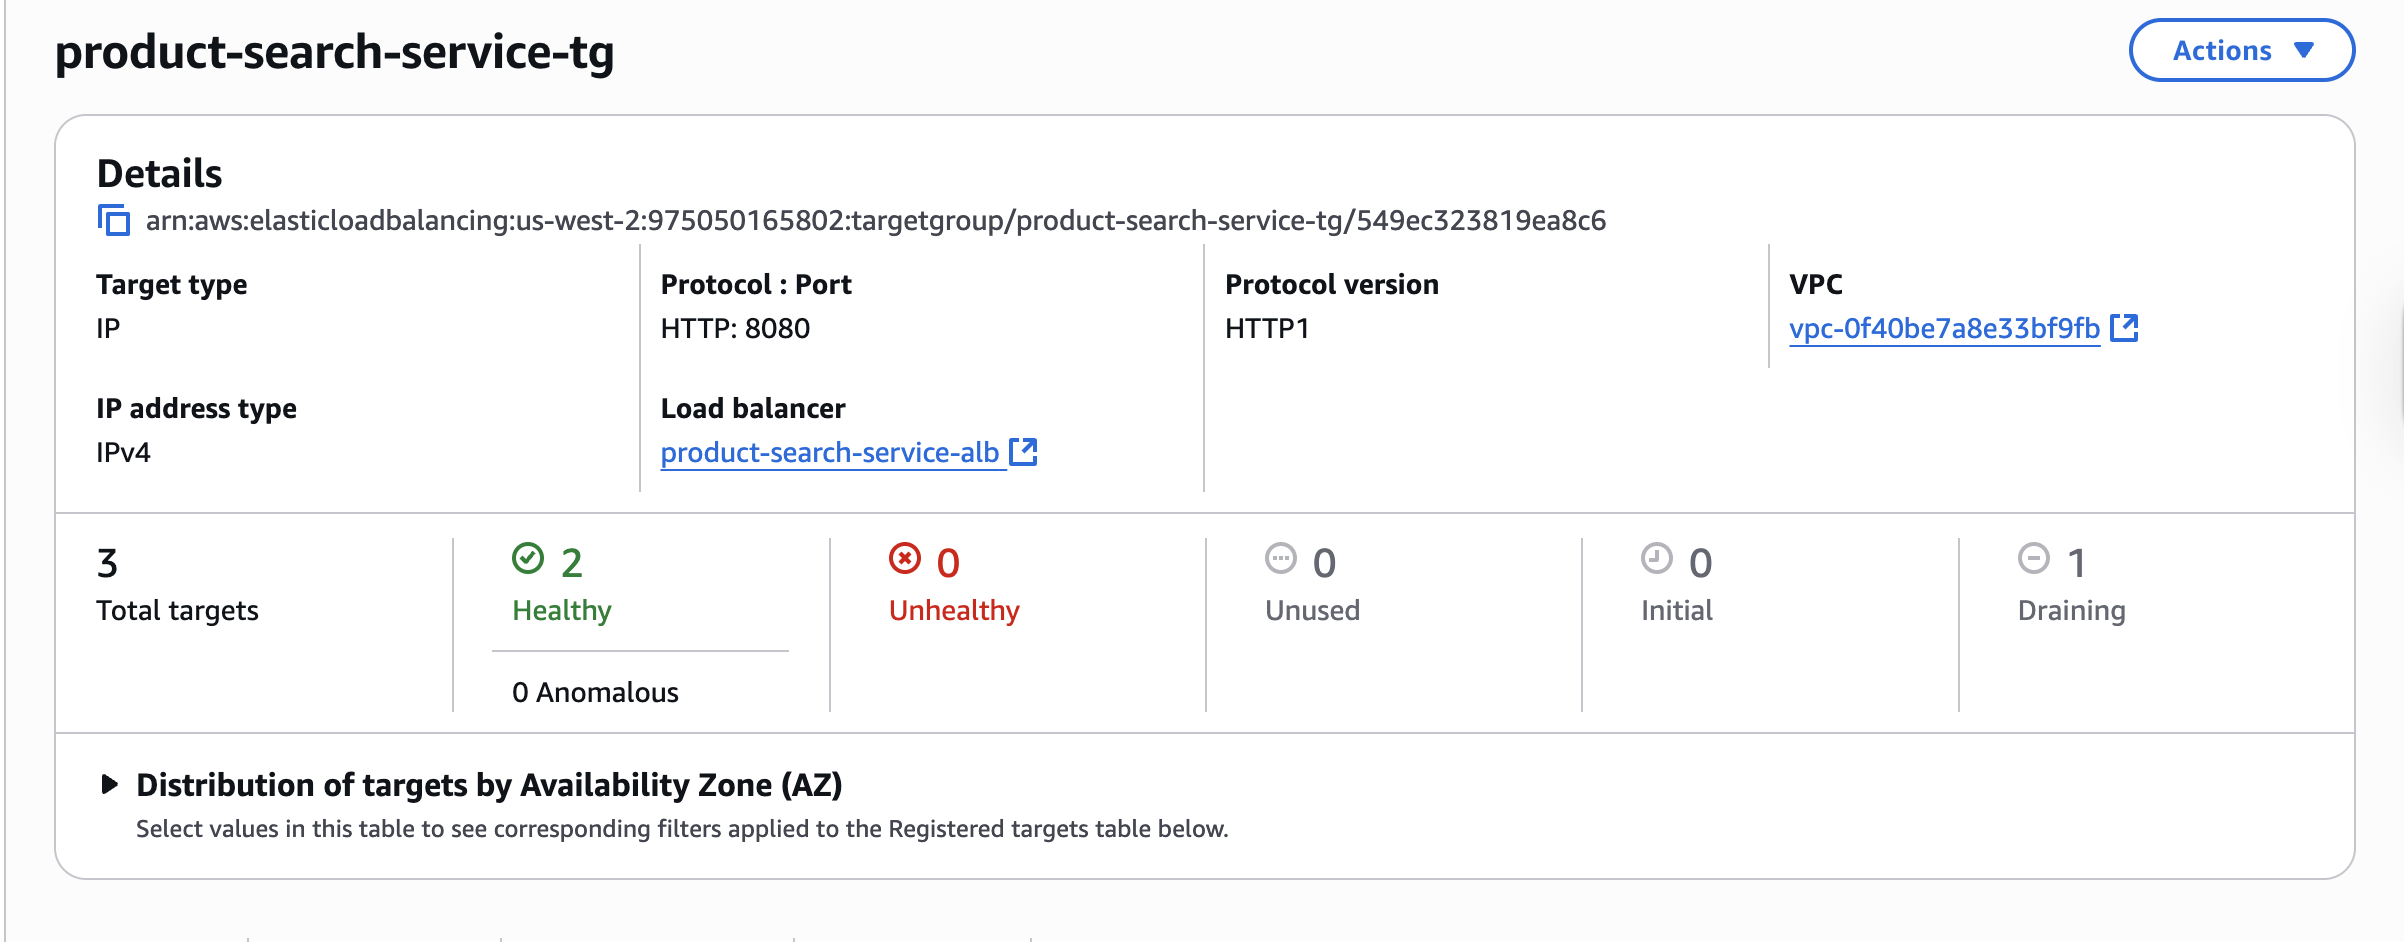 product-search-service-tg
Actions
Details
arn:aws:elasticloadbalancing:us-west-2:975050165802:targetgroup/product-search-service-tg/549ec323819ea8c6
Target type
IP
Protocol : Port
HTTP: 8080
Protocol version
HTTP1
VPC
vpc-0f40be7a8e33bf9fb
IP address type
IPv4
Load balancer
product-search-service-alb
3
Total targets
2
Healthy
0 Anomalous
0
Unhealthy
0
Unused
0
Initial
1
Draining
Distribution of targets by Availability Zone (AZ)
Select values in this table to see corresponding filters applied to the Registered targets table below.